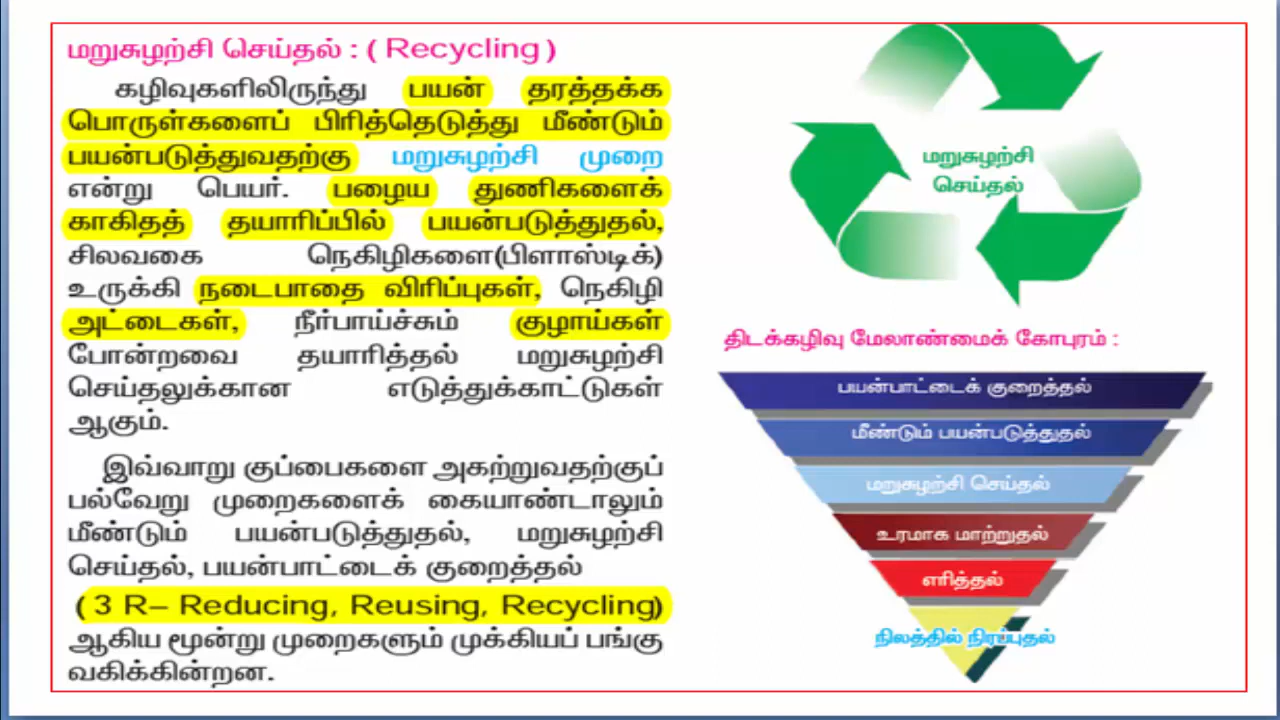 மறுசுழற்சி செய்தல் : ( Recycling )
கழிவுகளிலிருந்து பயன் தரத்தக்க
பொருள்களைப் பிரித்தெடுத்து மீண்டும்
பயன்படுத்துவதற்கு மறுசுழற்சி முறை
என்று பெயர். பழைய துணிகளைக்
காகிதத் தயாரிப்பில் பயன்படுத்துதல்,
சிலவகை நெகிழிகளை(பிளாஸ்டிக்)
உருக்கி நடைபாதை விரிப்புகள், நெகிழி
அட்டைகள், நீர்பாய்ச்சும் குழாய்கள்
போன்றவை தயாரித்தல் மறுசுழற்சி
செய்தலுக்கான எடுத்துக்காட்டுகள்
ஆகும்.
இவ்வாறு குப்பைகளை அகற்றுவதற்குப்
பல்வேறு முறைகளைக் கையாண்டாலும்
மீண்டும் பயன்படுத்துதல், மறுசுழற்சி
செய்தல், பயன்பாட்டைக் குறைத்தல்
( 3 R– Reducing, Reusing, Recycling)
ஆகிய மூன்று முறைகளும் முக்கியப் பங்கு
வகிக்கின்றன.
மறுசுழற்சி
செய்தல்
திடக்கழிவு மேலாண்மைக் கோபுரம் :
பயன்பாட்டைக் குறைத்தல்
மீண்டும் பயன்படுத்துதல்
மறுசுழற்சி செய்தல்
உரமாக மாற்றுதல்
எரித்தல்
நிலத்தில் நிரப்புதல்